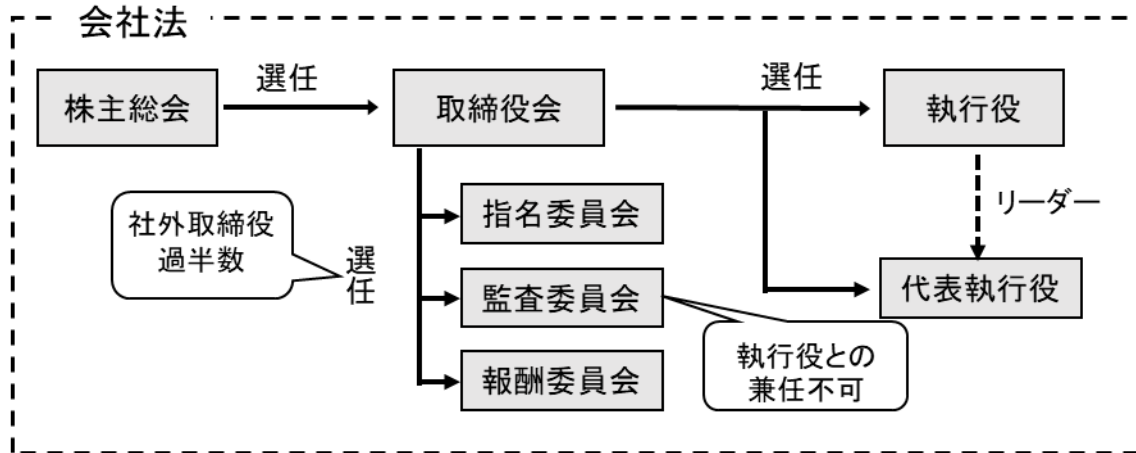 会社法
株主総会
選任
取締役会
選任
執行役
社外取締役
過半数
選任
指名委員会
監査委員会
報酬委員会
執行役との
兼任不可
リーダー
代表執行役